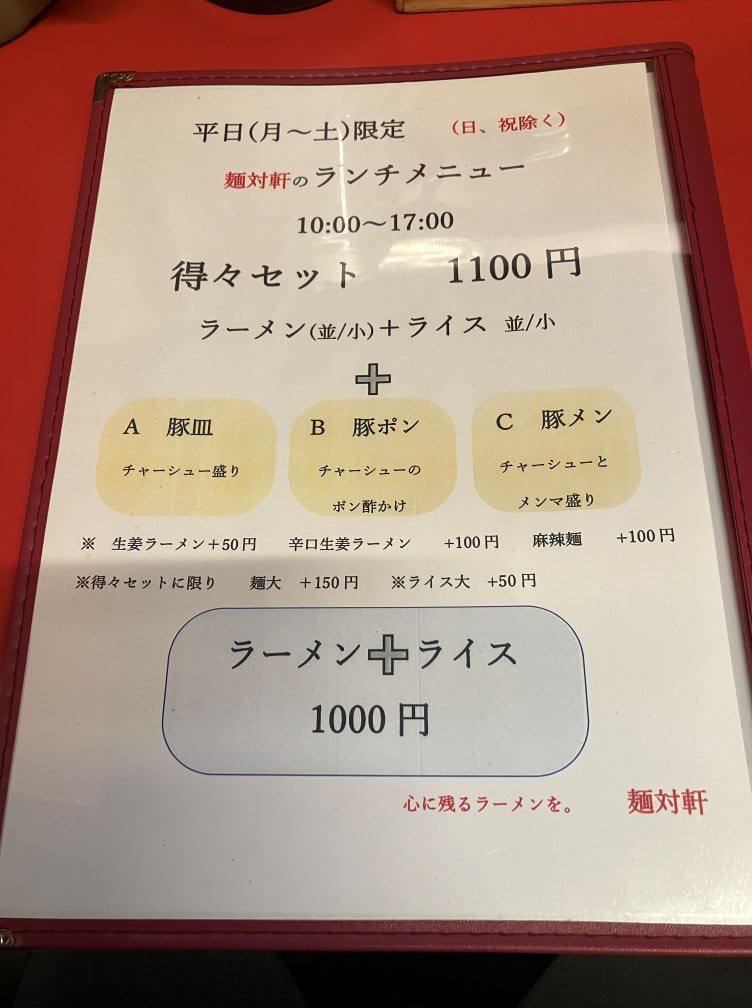 平日(月～土)限定 (日、祝除く)
麺対軒のランチメニュー
10:00～17:00
得々セット 1100円
ラーメン(並/小)＋ライス 並/小
＋
A 豚皿
チャーシュー盛り
B 豚ポン
チャーシューの
ポン酢かけ
C 豚メン
チャーシューと
メンマ盛り
※ 生姜ラーメン＋50円 辛口生姜ラーメン +100円 麻辣麺 +100円
※得々セットに限り 麺大 ＋150円 ※ライス大 +50円
ラーメン＋ライス
1000円
心に残るラーメンを。 麺対軒